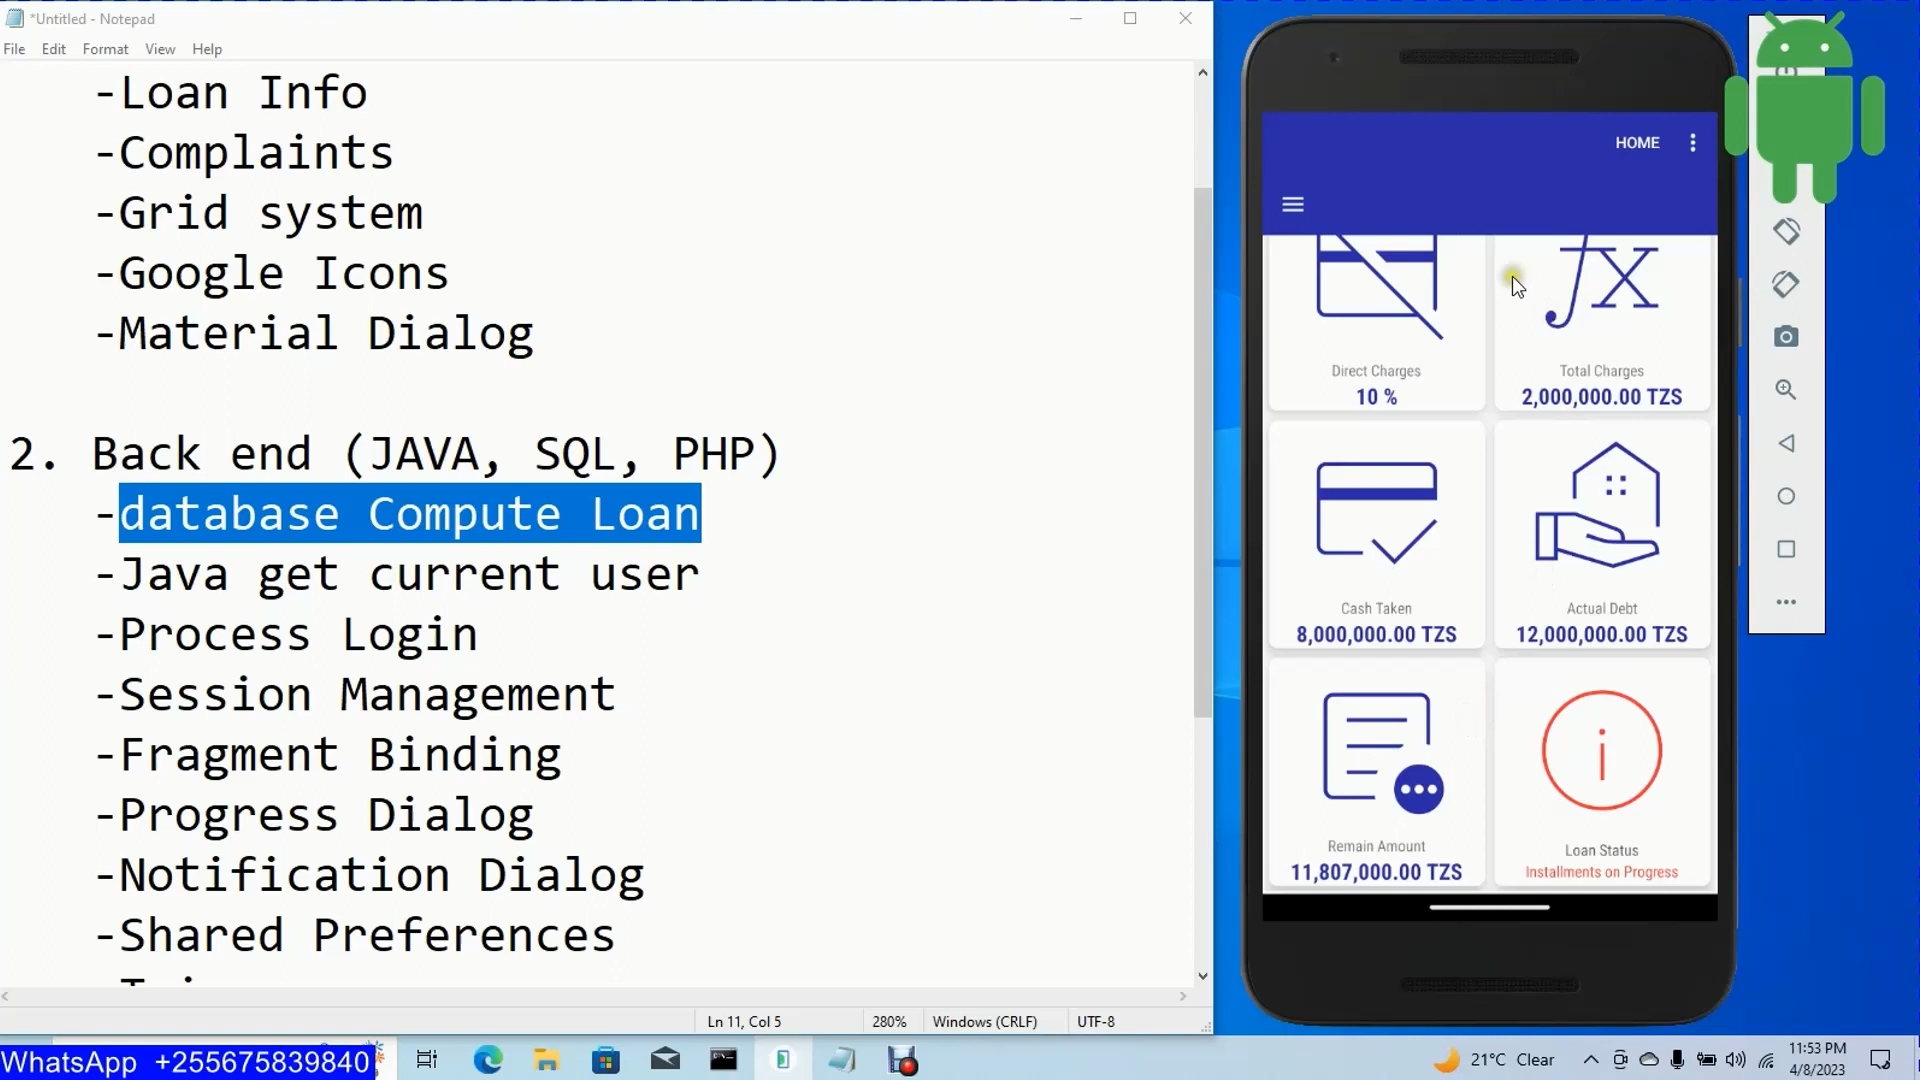 *Untitled - Notepad
File Edit Format View Help
-Loan Info
-Complaints
-Grid system
-Google Icons
-Material Dialog
2. Back end (JAVA, SQL, PHP)
-database Compute Loan
-Java get current user
-Process Login
-Session Management
-Fragment Binding
-Progress Dialog
-Notification Dialog
-Shared Preferences
Ln 11, Col 5 280% Windows (CRLF) UTF-8
HOME
fx
Direct Charges
10 %
Total Charges
2,000,000.00 TZS
Cash Taken
8,000,000.00 TZS
Actual Debt
12,000,000.00 TZS
Remain Amount
11,807,000.00 TZS
Loan Status
Installments on Progress
WhatsApp +255675839840
21°C Clear
11:53 PM
4/8/2023